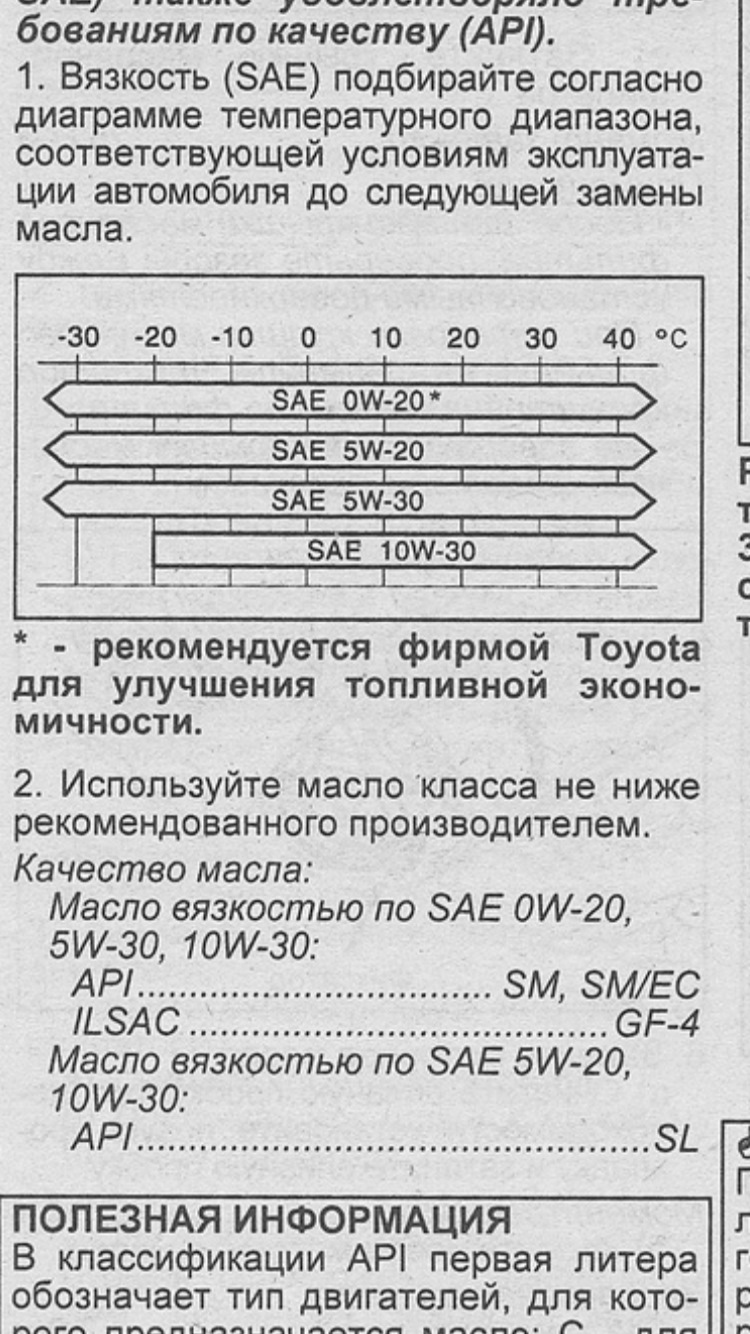 бованиям по качеству (API).
1. Вязкость (SAE) подбирайте согласно
диаграмме температурного диапазона,
соответствующей условиям эксплуата-
ции автомобиля до следующей замены
масла.
-30 -20 -10 0 10 20 30 40 °C
SAE 0W-20*
SAE 5W-20
SAE 5W-30
SAE 10W-30
* - рекомендуется фирмой Toyota
для улучшения топливной эконо-
мичности.
2. Используйте масло класса не ниже
рекомендованного производителем.
Качество масла:
Масло вязкостью по SAE 0W-20,
5W-30, 10W-30:
API.................................. SM, SM/EC
ILSAC ........................................ GF-4
Масло вязкостью по SAE 5W-20,
10W-30:
API.................................................SL
ПОЛЕЗНАЯ ИНФОРМАЦИЯ
В классификации API первая литера
обозначает тип двигателей, для кото-
рого предназначается масло: С - для